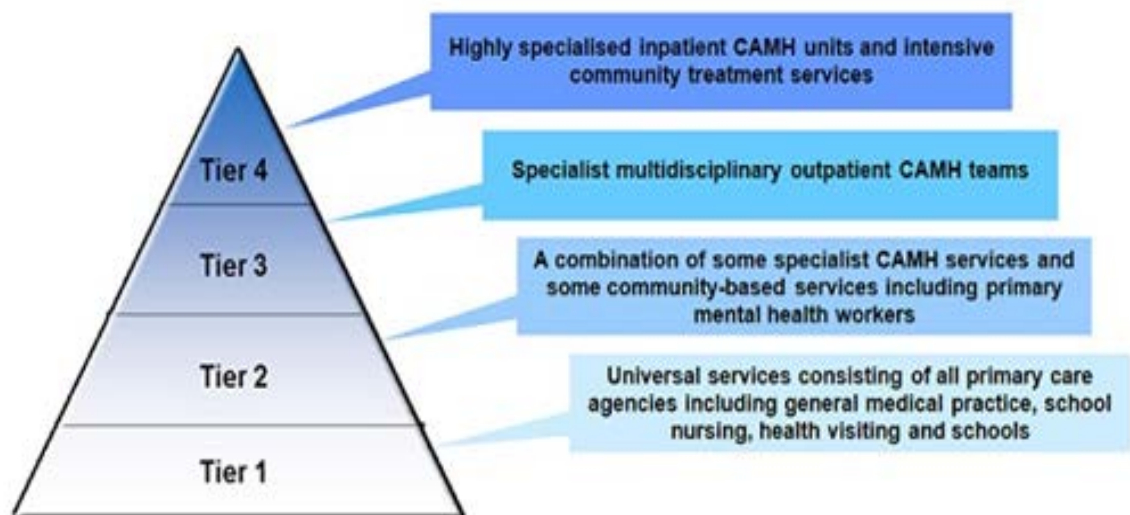 Highly specialised inpatient CAMH units and intensive
community treatment services
Tier 4
Specialist multidisciplinary outpatient CAMH teams
Tier 3
A combination of some specialist CAMH services and
some community-based services including primary
mental health workers
Tier 2
Universal services consisting of all primary care
agencies including general medical practice, school
nursing, health visiting and schools
Tier 1